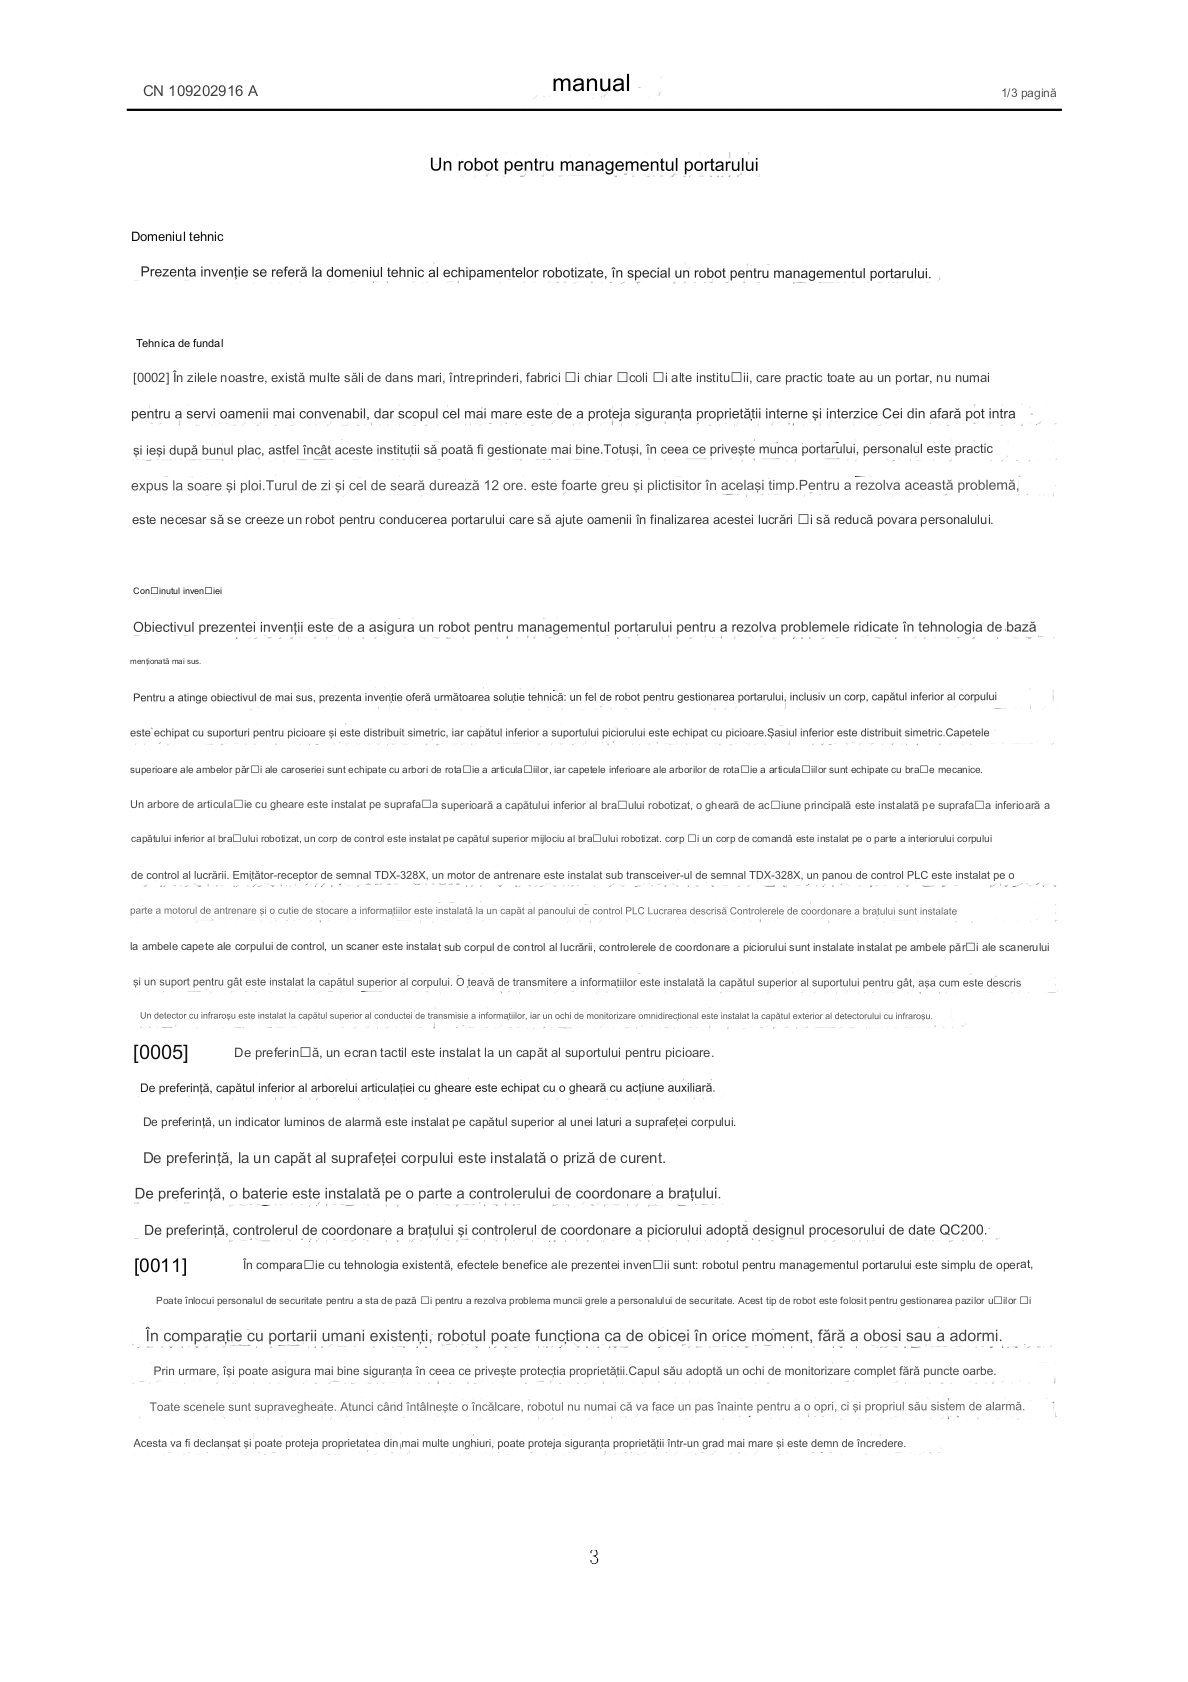 CN 109202916 A
manual
1/3 pagină
Un robot pentru managementul portarului
Domeniul tehnic
Prezenta invenție se referă la domeniul tehnic al echipamentelor robotizate, în special un robot pentru managementul portarului.
Tehnica de fundal
[0002] În zilele noastre, există multe săli de dans mari, întreprinderi, fabrici □i chiar □coli □i alte institu□ii, care practic toate au un portar, nu numai
pentru a servi oamenii mai convenabil, dar scopul cel mai mare este de a proteja siguranța proprietății interne și interzice Cei din afară pot intra
și ieși după bunul plac, astfel încât aceste instituții să poată fi gestionate mai bine.Totuși, în ceea ce privește munca portarului, personalul este practic
expus la soare și ploi.Turul de zi și cel de seară durează 12 ore. este foarte greu și plictisitor în același timp.Pentru a rezolva această problemă,
este necesar să se creeze un robot pentru conducerea portarului care să ajute oamenii în finalizarea acestei lucrări □i să reducă povara personalului.
Con□inutul inven□iei
Obiectivul prezentei invenții este de a asigura un robot pentru managementul portarului pentru a rezolva problemele ridicate în tehnologia de bază
menționată mai sus.
Pentru a atinge obiectivul de mai sus, prezenta invenție oferă următoarea soluție tehnică: un fel de robot pentru gestionarea portarului, inclusiv un corp, capătul inferior al corpului
este echipat cu suporturi pentru picioare și este distribuit simetric, iar capătul inferior a suportului piciorului este echipat cu picioare.Șasiul inferior este distribuit simetric.Capetele
superioare ale ambelor păr□i ale caroseriei sunt echipate cu arbori de rota□ie a articula□iilor, iar capetele inferioare ale arborilor de rota□ie a articula□iilor sunt echipate cu bra□e mecanice.
Un arbore de articula□ie cu gheare este instalat pe suprafa□a superioară a capătului inferior al bra□ului robotizat, o gheară de ac□iune principală este instalată pe suprafa□a inferioară a
capătului inferior al bra□ului robotizat, un corp de control este instalat pe capătul superior mijlociu al bra□ului robotizat. corp □i un corp de comandă este instalat pe o parte a interiorului corpului
de control al lucrării. Emițător-receptor de semnal TDX-328X, un motor de antrenare este instalat sub transceiver-ul de semnal TDX-328X, un panou de control PLC este instalat pe o
parte a motorului de antrenare și o cutie de stocare a informațiilor este instalată la un capăt al panoului de control PLC Lucrarea descrisă Controlerele de coordonare a brațului sunt instalate
la ambele capete ale corpului de control, un scaner este instalat sub corpul de control al lucrării, controlerele de coordonare a piciorului sunt instalate instalat pe ambele păr□i ale scanerului
și un suport pentru gât este instalat la capătul superior al corpului. O țeavă de transmitere a informațiilor este instalată la capătul superior al suportului pentru gât, așa cum este descris
Un detector cu infraroșu este instalat la capătul superior al conductei de transmisie a informațiilor, iar un ochi de monitorizare omnidirecțional este instalat la capătul exterior al detectorului cu infraroșu.
[0005] De preferin□ă, un ecran tactil este instalat la un capăt al suportului pentru picioare.
De preferință, capătul inferior al arborelui articulației cu gheare este echipat cu o gheară cu acțiune auxiliară.
De preferință, un indicator luminos de alarmă este instalat pe capătul superior al unei laturi a suprafeței corpului.
De preferință, la un capăt al suprafeței corpului este instalată o priză de curent.
De preferință, o baterie este instalată pe o parte a controlerului de coordonare a brațului.
De preferință, controlerul de coordonare a brațului și controlerul de coordonare a piciorului adoptă designul procesorului de date QC200.
[0011] În compara□ie cu tehnologia existentă, efectele benefice ale prezentei inven□ii sunt: robotul pentru managementul portarului este simplu de operat,
Poate înlocui personalul de securitate pentru a sta de pază □i pentru a rezolva problema muncii grele a personalului de securitate. Acest tip de robot este folosit pentru gestionarea pazilor u□ilor □i
În comparație cu portarii umani existenți, robotul poate funcționa ca de obicei în orice moment, fără a obosi sau a adormi.
Prin urmare, își poate asigura mai bine siguranța în ceea ce privește protecția proprietății.Capul său adoptă un ochi de monitorizare complet fără puncte oarbe.
Toate scenele sunt supravegheate. Atunci când întâlnește o încălcare, robotul nu numai că va face un pas înainte pentru a o opri, ci și propriul său sistem de alarmă.
Acesta va fi declanșat și poate proteja proprietatea din mai multe unghiuri, poate proteja siguranța proprietății într-un grad mai mare și este demn de încredere.
3